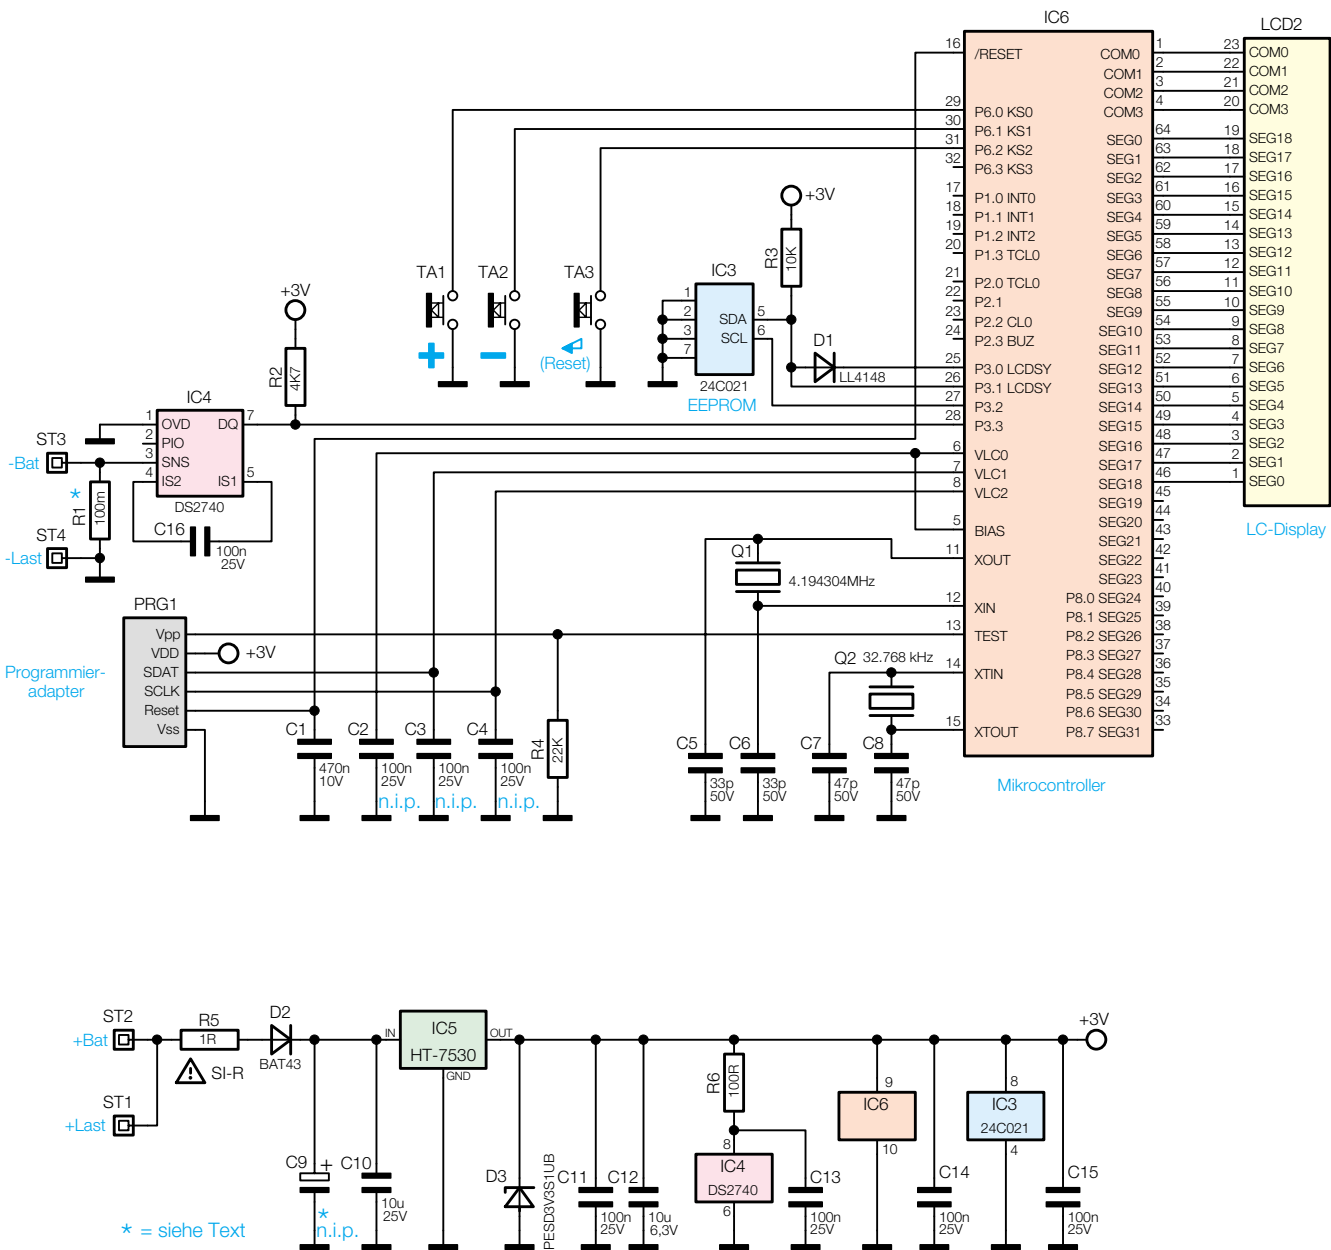 IC6
LCD2
16 /RESET
29 P6.0 KS0
30 P6.1 KS1
31 P6.2 KS2
32 P6.3 KS3
17 P1.0 INT0
18 P1.1 INT1
19 P1.2 INT2
20 P1.3 TCL0
21 P2.0 TCL0
22 P2.1
23 P2.2 CL0
24 P2.3 BUZ
25 P3.0 LCDSY
26 P3.1 LCDSY
27 P3.2
28 P3.3
6 VLC0
7 VLC1
8 VLC2
5 BIAS
11 XOUT
12 XIN
13 TEST
14 XTIN
15 XTOUT
COM0 1 23 COM0
COM1 2 22 COM1
COM2 3 21 COM2
COM3 4 20 COM3
SEG0 64 19 SEG18
SEG1 63 18 SEG17
SEG2 62 17 SEG16
SEG3 61 16 SEG15
SEG4 60 15 SEG14
SEG5 59 14 SEG13
SEG6 58 13 SEG12
SEG7 57 12 SEG11
SEG8 56 11 SEG10
SEG9 55 10 SEG9
SEG10 54 9 SEG8
SEG11 53 8 SEG7
SEG12 52 7 SEG6
SEG13 51 6 SEG5
SEG14 50 5 SEG4
SEG15 49 4 SEG3
SEG16 48 3 SEG2
SEG17 47 2 SEG1
SEG18 46 1 SEG0
SEG19 45
SEG20 44
SEG21 43
SEG22 42
SEG23 41
P8.0 SEG24 40
P8.1 SEG25 39
P8.2 SEG26 38
P8.3 SEG27 37
P8.4 SEG28 36
P8.5 SEG29 35
P8.6 SEG30 34
P8.7 SEG31 33
Mikrocontroller
LC-Display
TA1
+
TA2
−
TA3
(Reset)
+3V
R3
10K
IC3
1
2
3
7
SDA 5
SCL 6
24C021
EEPROM
D1
LL4148
+3V
R2
4K7
IC4
1 OVD DQ 7
2 PIO
3 SNS
4 IS2 IS1 5
DS2740
ST3
-Bat
*
R1
100m
ST4
-Last
C16
100n
25V
PRG1
Vpp
VDD
SDAT
SCLK
Reset
Vss
+3V
Programmier-
adapter
C1
470n
10V
C2
100n
25V
n.i.p.
C3
100n
25V
n.i.p.
C4
100n
25V
n.i.p.
R4
22K
Q1
4.194304MHz
Q2 32.768 kHz
C5
33p
50V
C6
33p
50V
C7
47p
50V
C8
47p
50V
ST2
+Bat
ST1
+Last
R5
1R
SI-R
D2
BAT43
C9 +
*
n.i.p.
C10
10u
25V
IN
IC5
HT-7530
OUT
GND
D3
PESD3V3S1UB
C11
100n
25V
C12
10u
6,3V
R6
100R
8
IC4
DS2740
6
C13
100n
25V
9
IC6
10
C14
100n
25V
8
IC3
24C021
4
C15
100n
25V
+3V
* = siehe Text